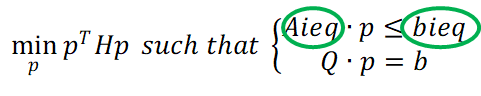 min p^T Hp such that { Aieq · p ≤ bieq
p
Q · p = b